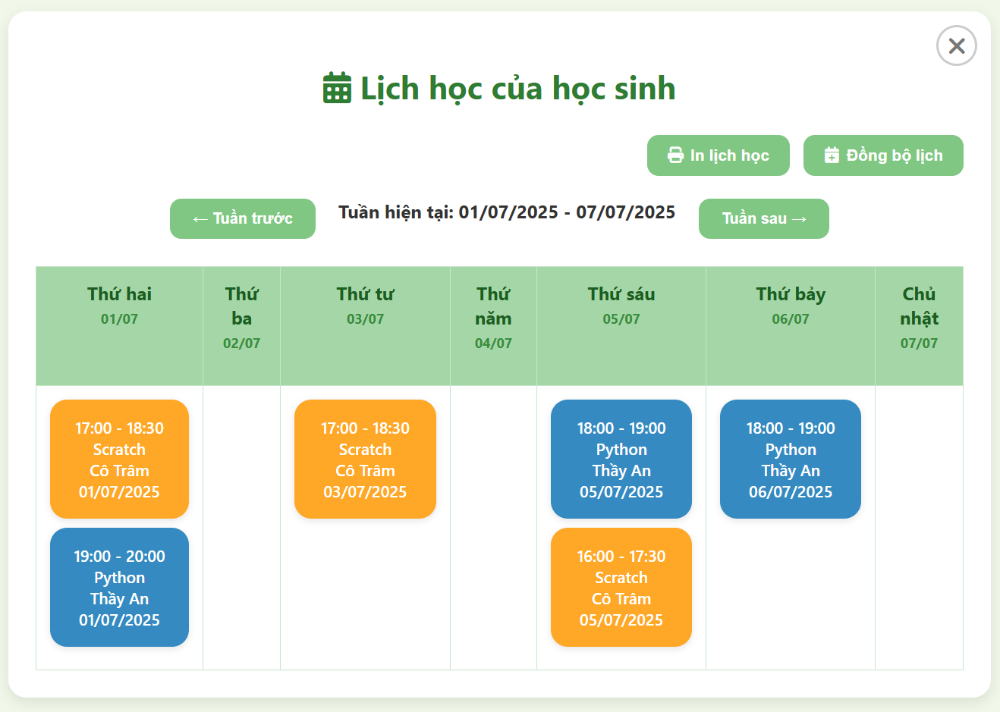 Lịch học của học sinh
In lịch học
Đồng bộ lịch
← Tuần trước
Tuần hiện tại: 01/07/2025 - 07/07/2025
Tuần sau →
Thứ hai
01/07
Thứ
ba
02/07
Thứ tư
03/07
Thứ
năm
04/07
Thứ sáu
05/07
Thứ bảy
06/07
Chủ
nhật
07/07
17:00 - 18:30
Scratch
Cô Trâm
01/07/2025
19:00 - 20:00
Python
Thầy An
01/07/2025
17:00 - 18:30
Scratch
Cô Trâm
03/07/2025
18:00 - 19:00
Python
Thầy An
05/07/2025
16:00 - 17:30
Scratch
Cô Trâm
05/07/2025
18:00 - 19:00
Python
Thầy An
06/07/2025